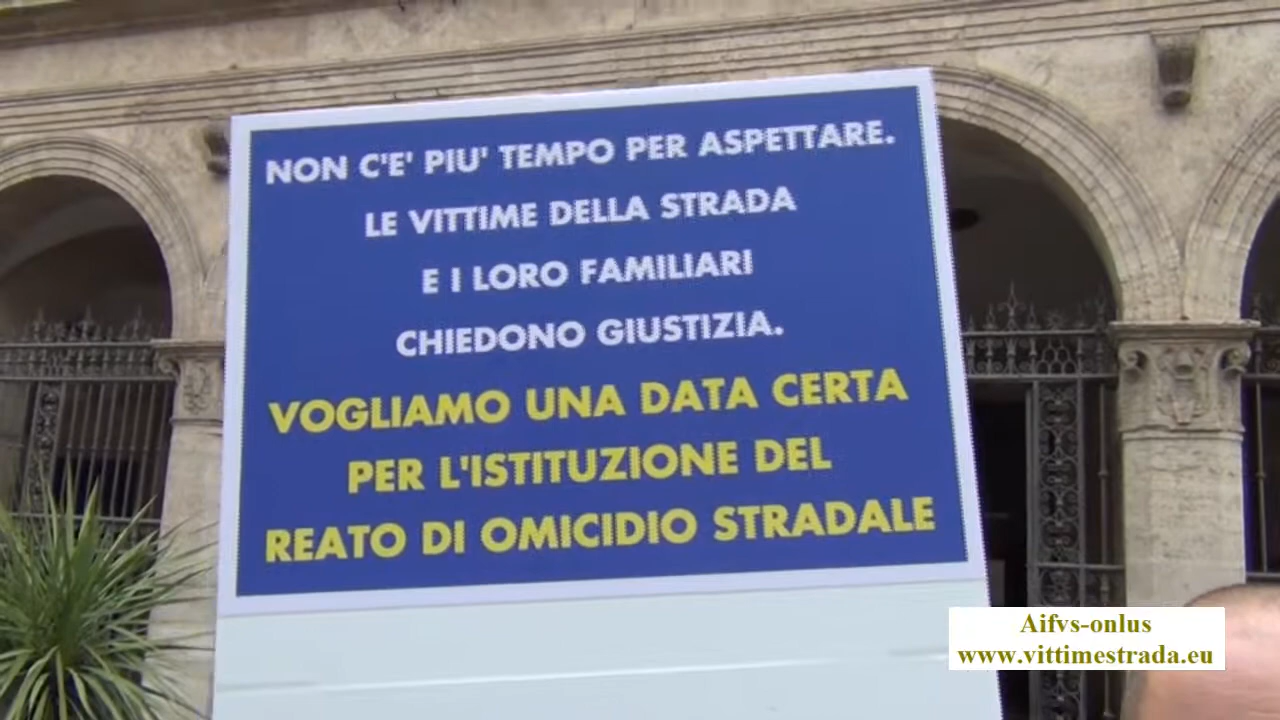 NON C'E' PIU' TEMPO PER ASPETTARE.
LE VITTIME DELLA STRADA
E I LORO FAMILIARI
CHIEDONO GIUSTIZIA.
VOGLIAMO UNA DATA CERTA
PER L'ISTITUZIONE DEL
REATO DI OMICIDIO STRADALE
Aifvs-onlus
www.vittimestrada.eu